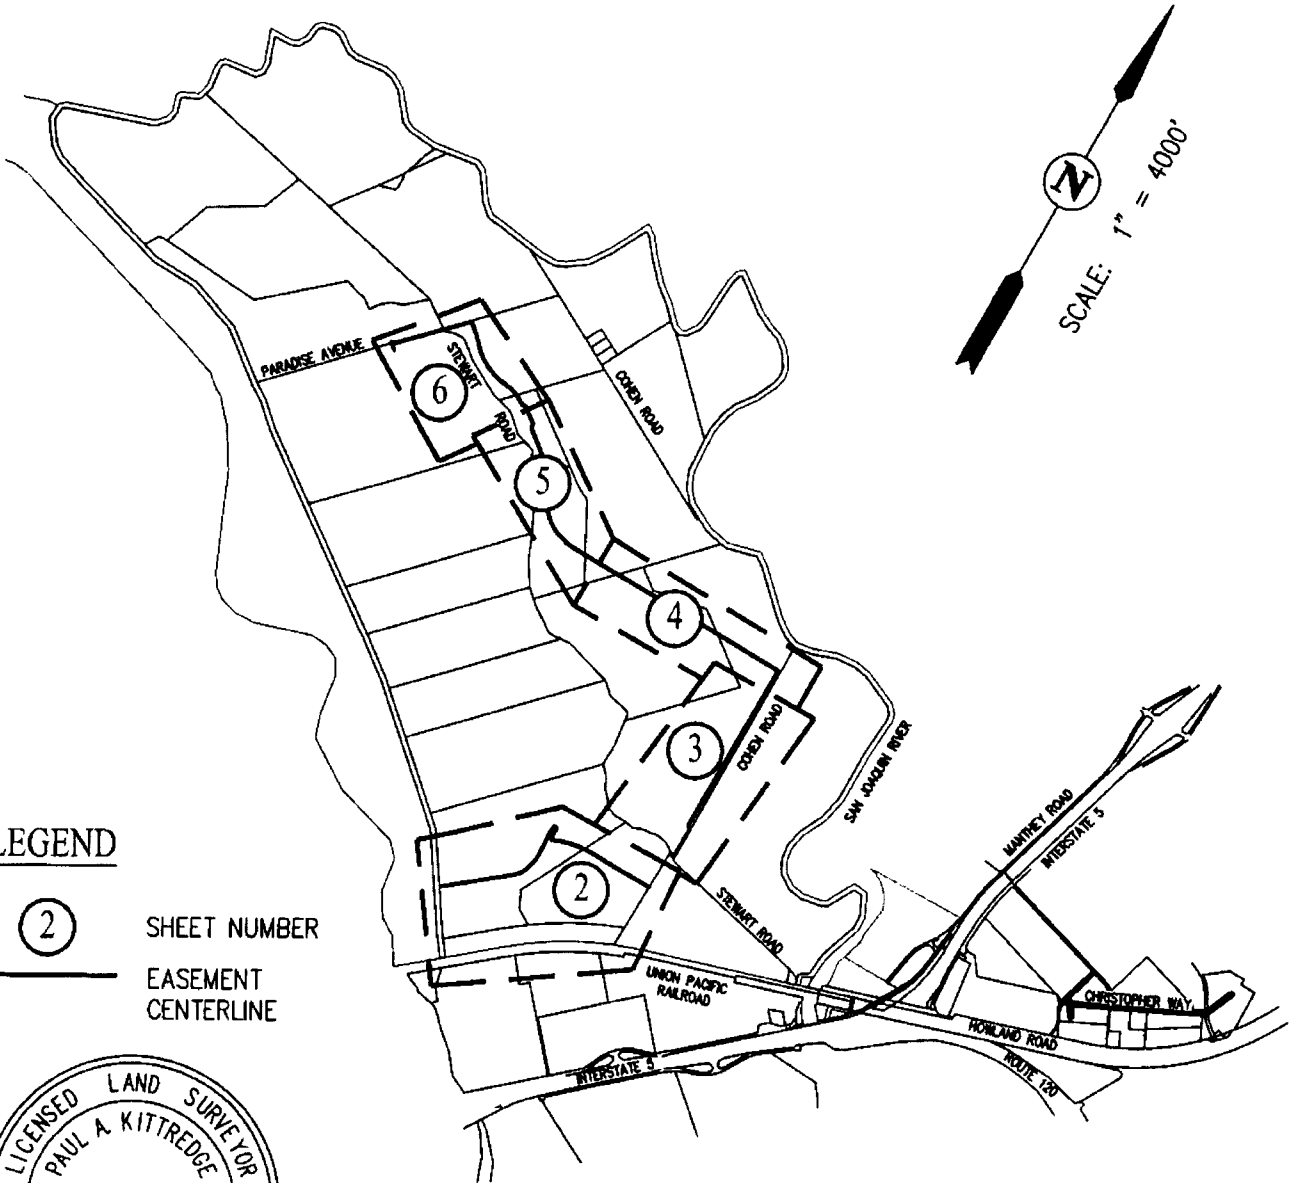 N
SCALE: 1" = 4000'
PARADISE AVENUE
STEWART
ROAD
6
COHEN ROAD
5
4
3
COHEN ROAD
SAN JOAQUIN RIVER
MANTHEY ROAD
INTERSTATE 5
2
STEWART ROAD
UNION PACIFIC
RAILROAD
CHRISTOPHER WAY
HOWLAND ROAD
ROUTE 120
INTERSTATE 5
LEGEND
2 SHEET NUMBER
EASEMENT
CENTERLINE
LICENSED LAND SURVEYOR
PAUL A. KITTREDGE